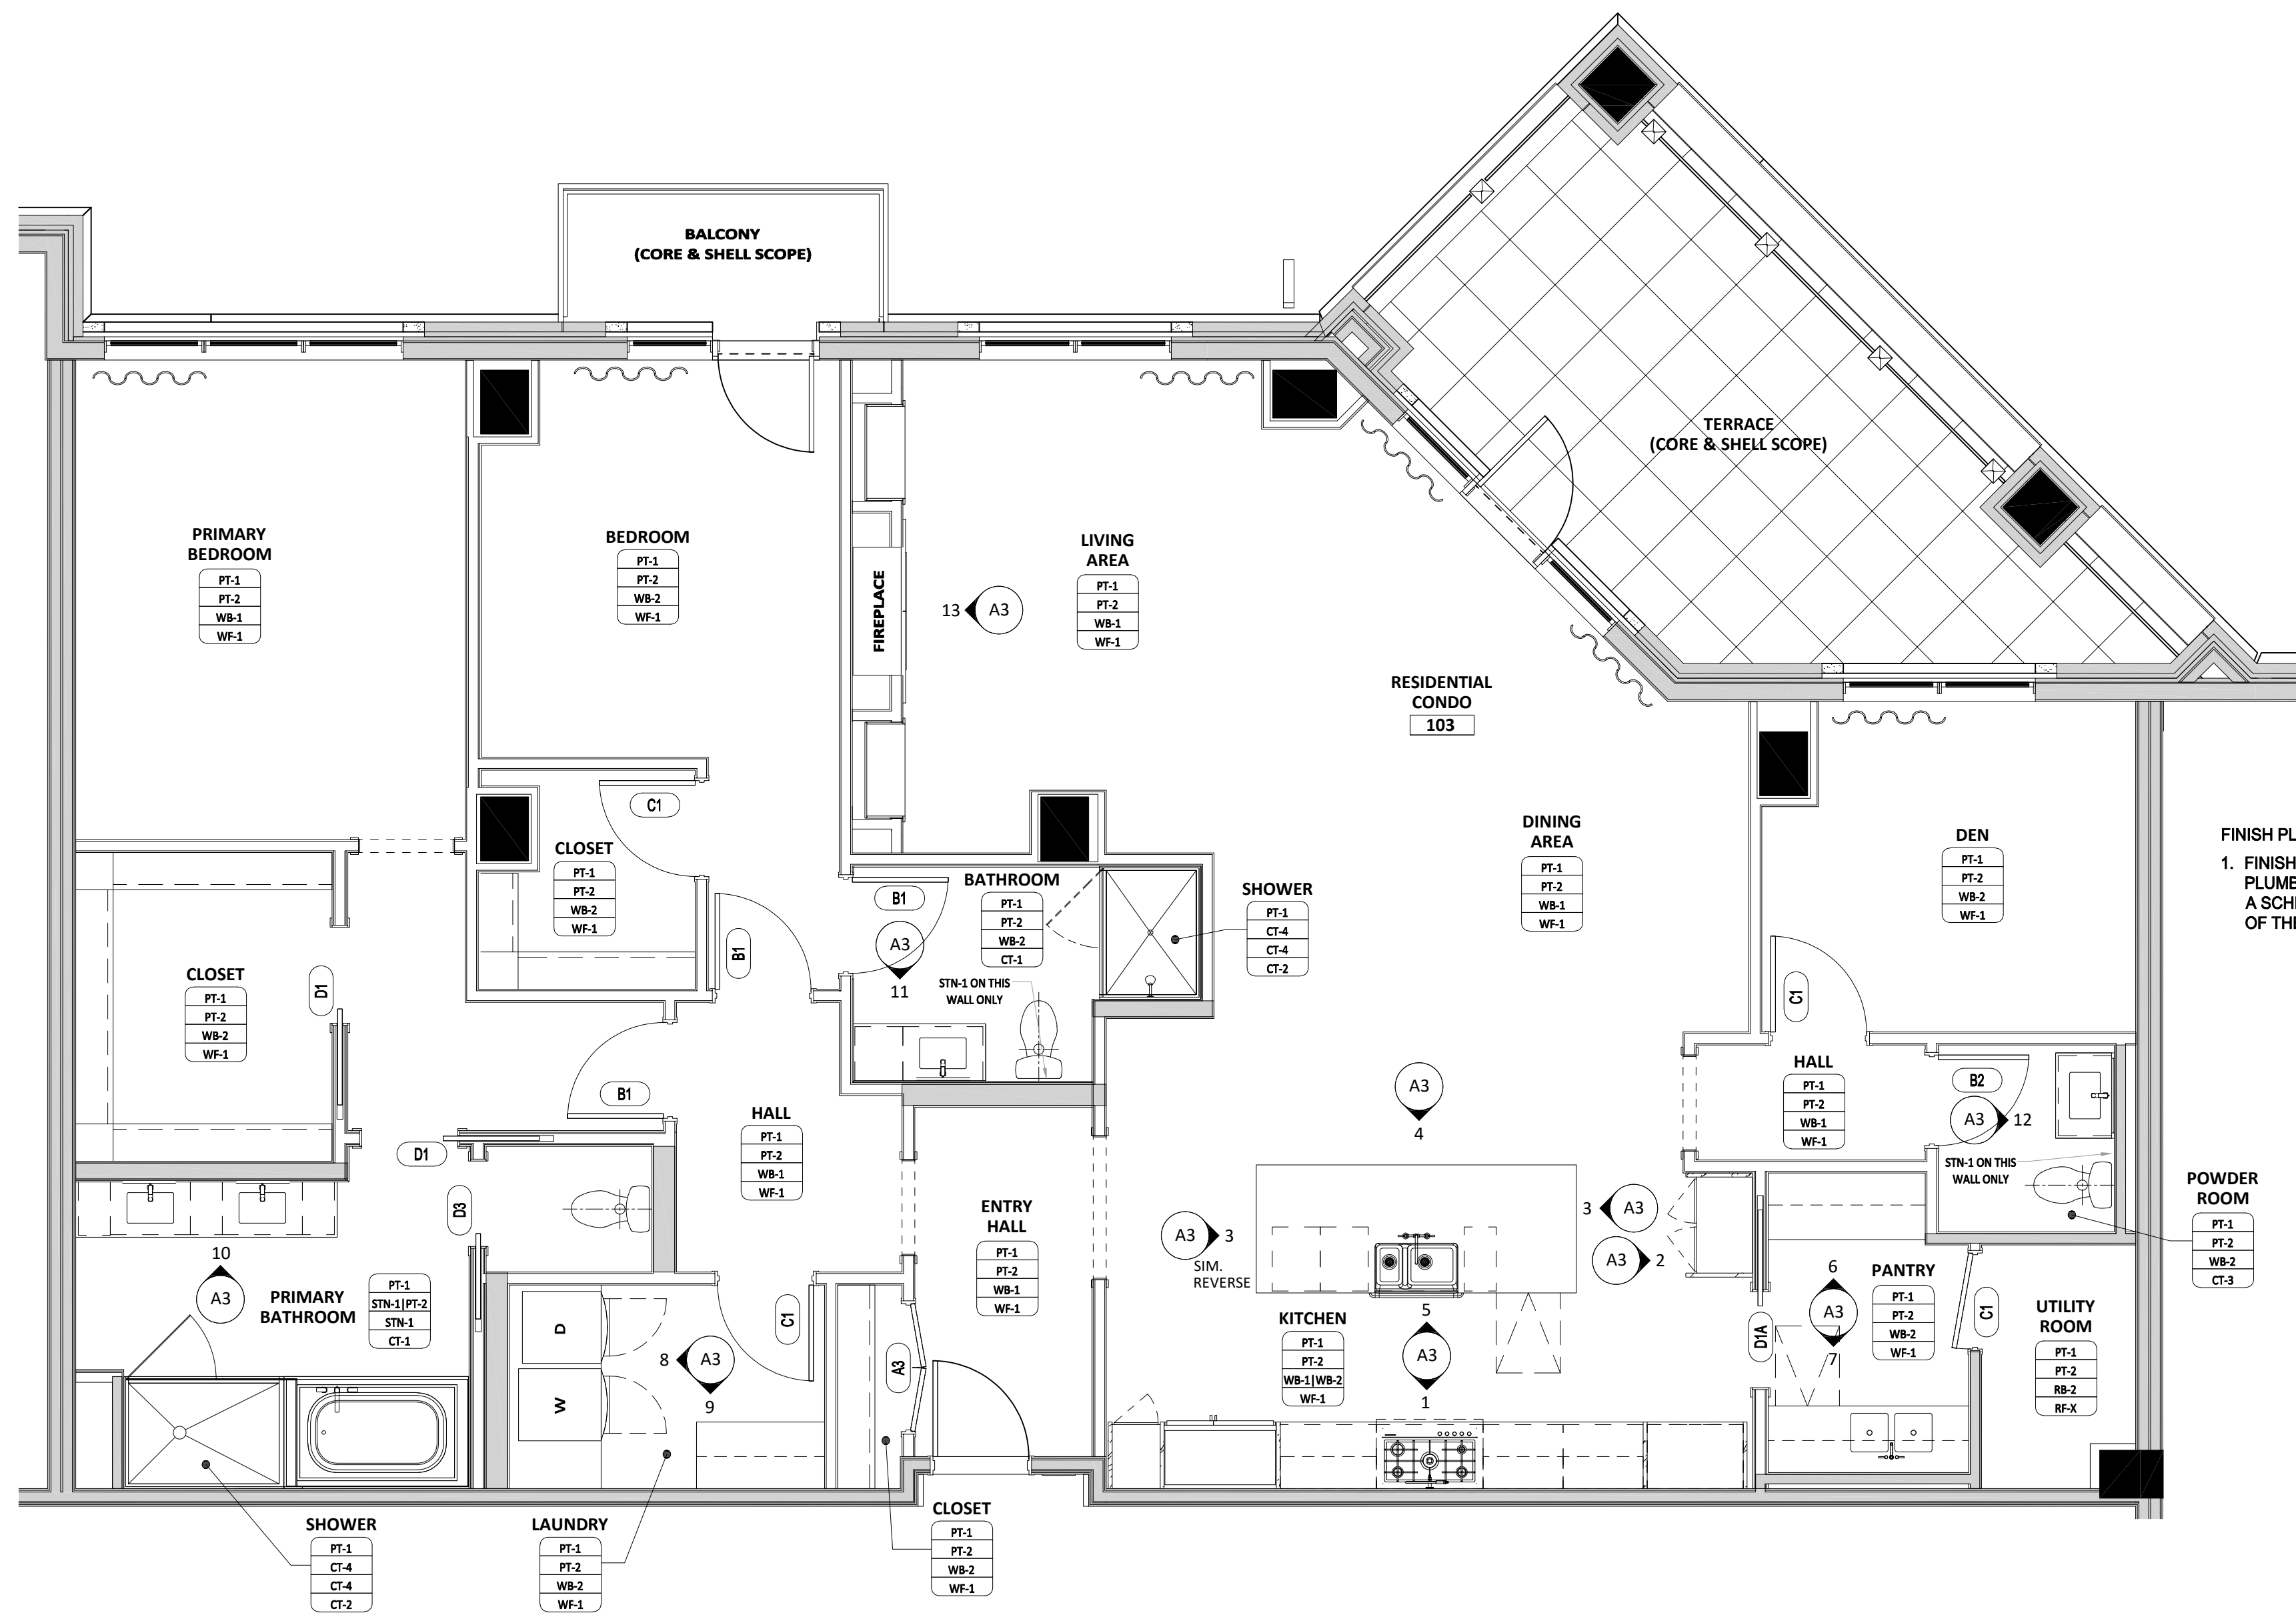 BALCONY
(CORE & SHELL SCOPE)
TERRACE
(CORE & SHELL SCOPE)
PRIMARY
BEDROOM
PT-1
PT-2
WB-1
WF-1
BEDROOM
PT-1
PT-2
WB-2
WF-1
FIREPLACE
13
A3
LIVING
AREA
PT-1
PT-2
WB-1
WF-1
RESIDENTIAL
CONDO
103
C1
CLOSET
PT-1
PT-2
WB-2
WF-1
B1
B1
A3
11
BATHROOM
PT-1
PT-2
WB-2
CT-1
STN-1 ON THIS
WALL ONLY
SHOWER
PT-1
CT-4
CT-4
CT-2
DINING
AREA
PT-1
PT-2
WB-1
WF-1
DEN
PT-1
PT-2
WB-2
WF-1
C1
FINISH PL
1. FINISH
PLUMB
A SCH
OF THE
CLOSET
PT-1
PT-2
WB-2
WF-1
D1
B1
D1
D3
HALL
PT-1
PT-2
WB-1
WF-1
ENTRY
HALL
PT-1
PT-2
WB-1
WF-1
A3
4
HALL
PT-1
PT-2
WB-1
WF-1
B2
A3
12
STN-1 ON THIS
WALL ONLY
POWDER
ROOM
PT-1
PT-2
WB-2
CT-3
10
A3
PRIMARY
BATHROOM
PT-1
STN-1|PT-2
STN-1
CT-1
D
W
8
A3
9
C1
A3
A3
3
SIM.
REVERSE
3
A3
A3
2
KITCHEN
PT-1
PT-2
WB-1|WB-2
WF-1
5
A3
1
D1A
6
A3
7
PANTRY
PT-1
PT-2
WB-2
WF-1
C1
UTILITY
ROOM
PT-1
PT-2
RB-2
RF-X
SHOWER
PT-1
CT-4
CT-4
CT-2
LAUNDRY
PT-1
PT-2
WB-2
WF-1
CLOSET
PT-1
PT-2
WB-2
WF-1